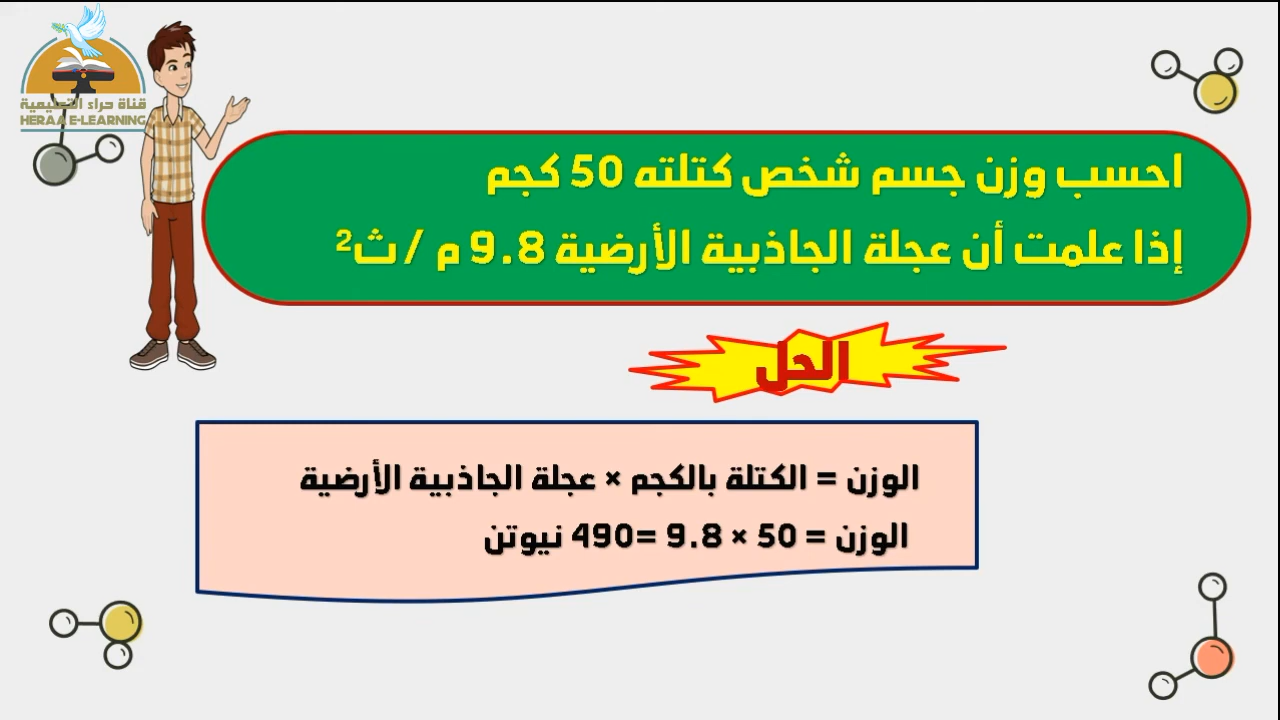 قناة حراء التعليمية
HERAA E-LEARNING
احسب وزن جسم شخص كتلته 50 كجم
إذا علمت أن عجلة الجاذبية الأرضية 9.8 م / ث²
الحل
الوزن = الكتلة بالكجم × عجلة الجاذبية الأرضية
الوزن = 50 × 9.8 =490 نيوتن